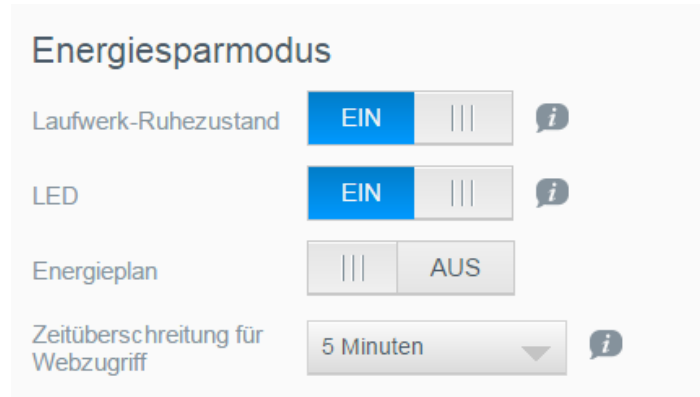 Energiesparmodus
Laufwerk-Ruhezustand EIN
LED EIN
Energieplan AUS
Zeitüberschreitung für
Webzugriff
5 Minuten